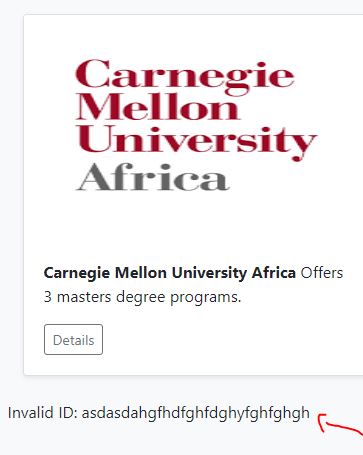 Carnegie
Mellon
University
Africa
Carnegie Mellon University Africa Offers
3 masters degree programs.
Details
Invalid ID: asdasdahgfhdfghfdghyfghfghgh